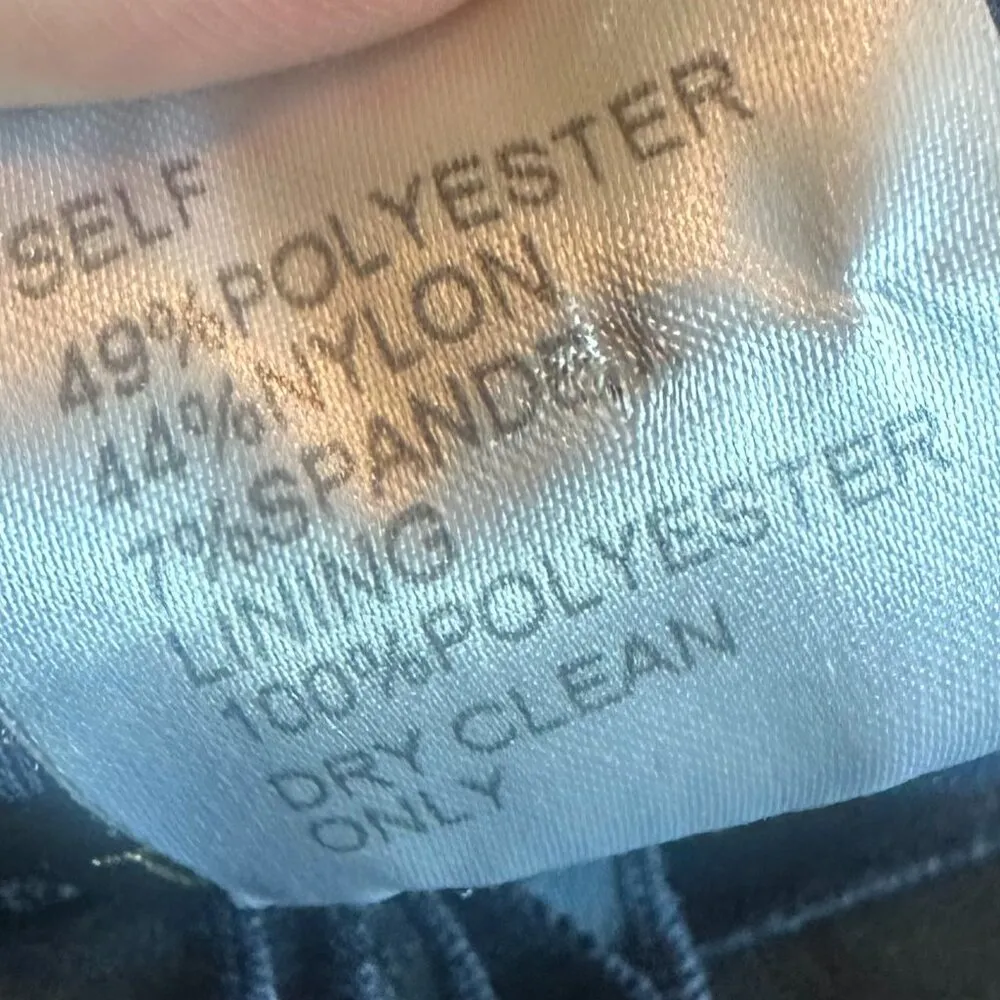 SELF
49%POLYESTER
44%NYLON
7%SPANDEX
LINING
100%POLYESTER
DRY CLEAN
ONLY